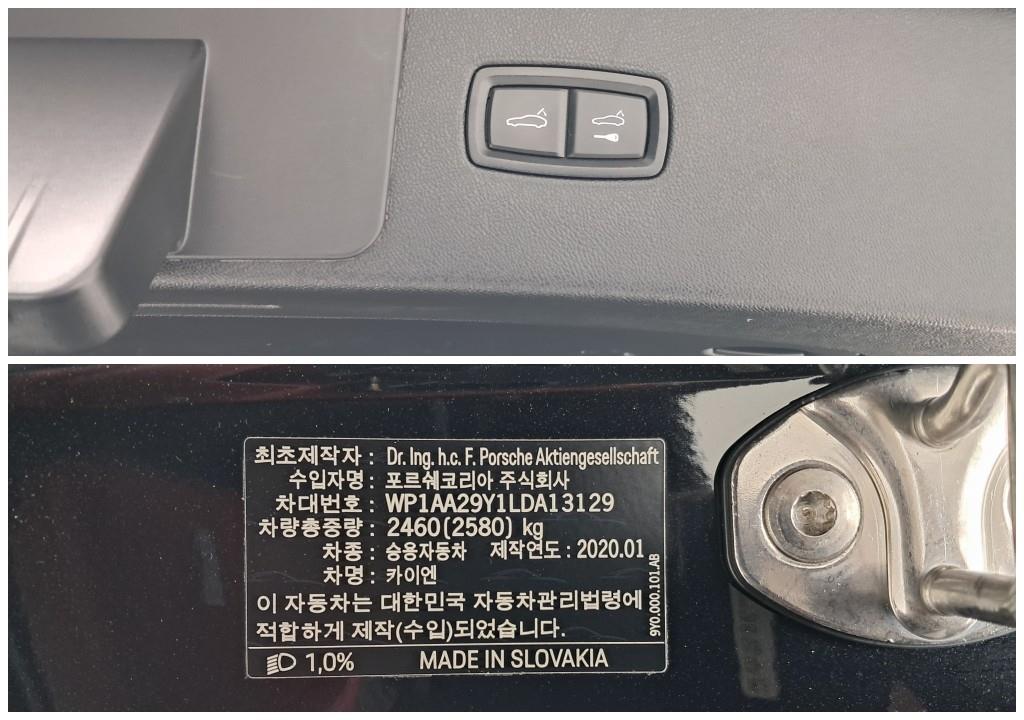 최초제작자 : Dr. Ing. h.c. F. Porsche Aktiengesellschaft
수입자명 : 포르쉐코리아 주식회사
차대번호 : WP1AA29Y1LDA13129
차량총중량 : 2460(2580) kg
차종 : 승용자동차 제작연도 : 2020.01
차명 : 카이엔
이 자동차는 대한민국 자동차관리법령에
적합하게 제작(수입)되었습니다.
9Y0.000.101.AB
1,0% MADE IN SLOVAKIA